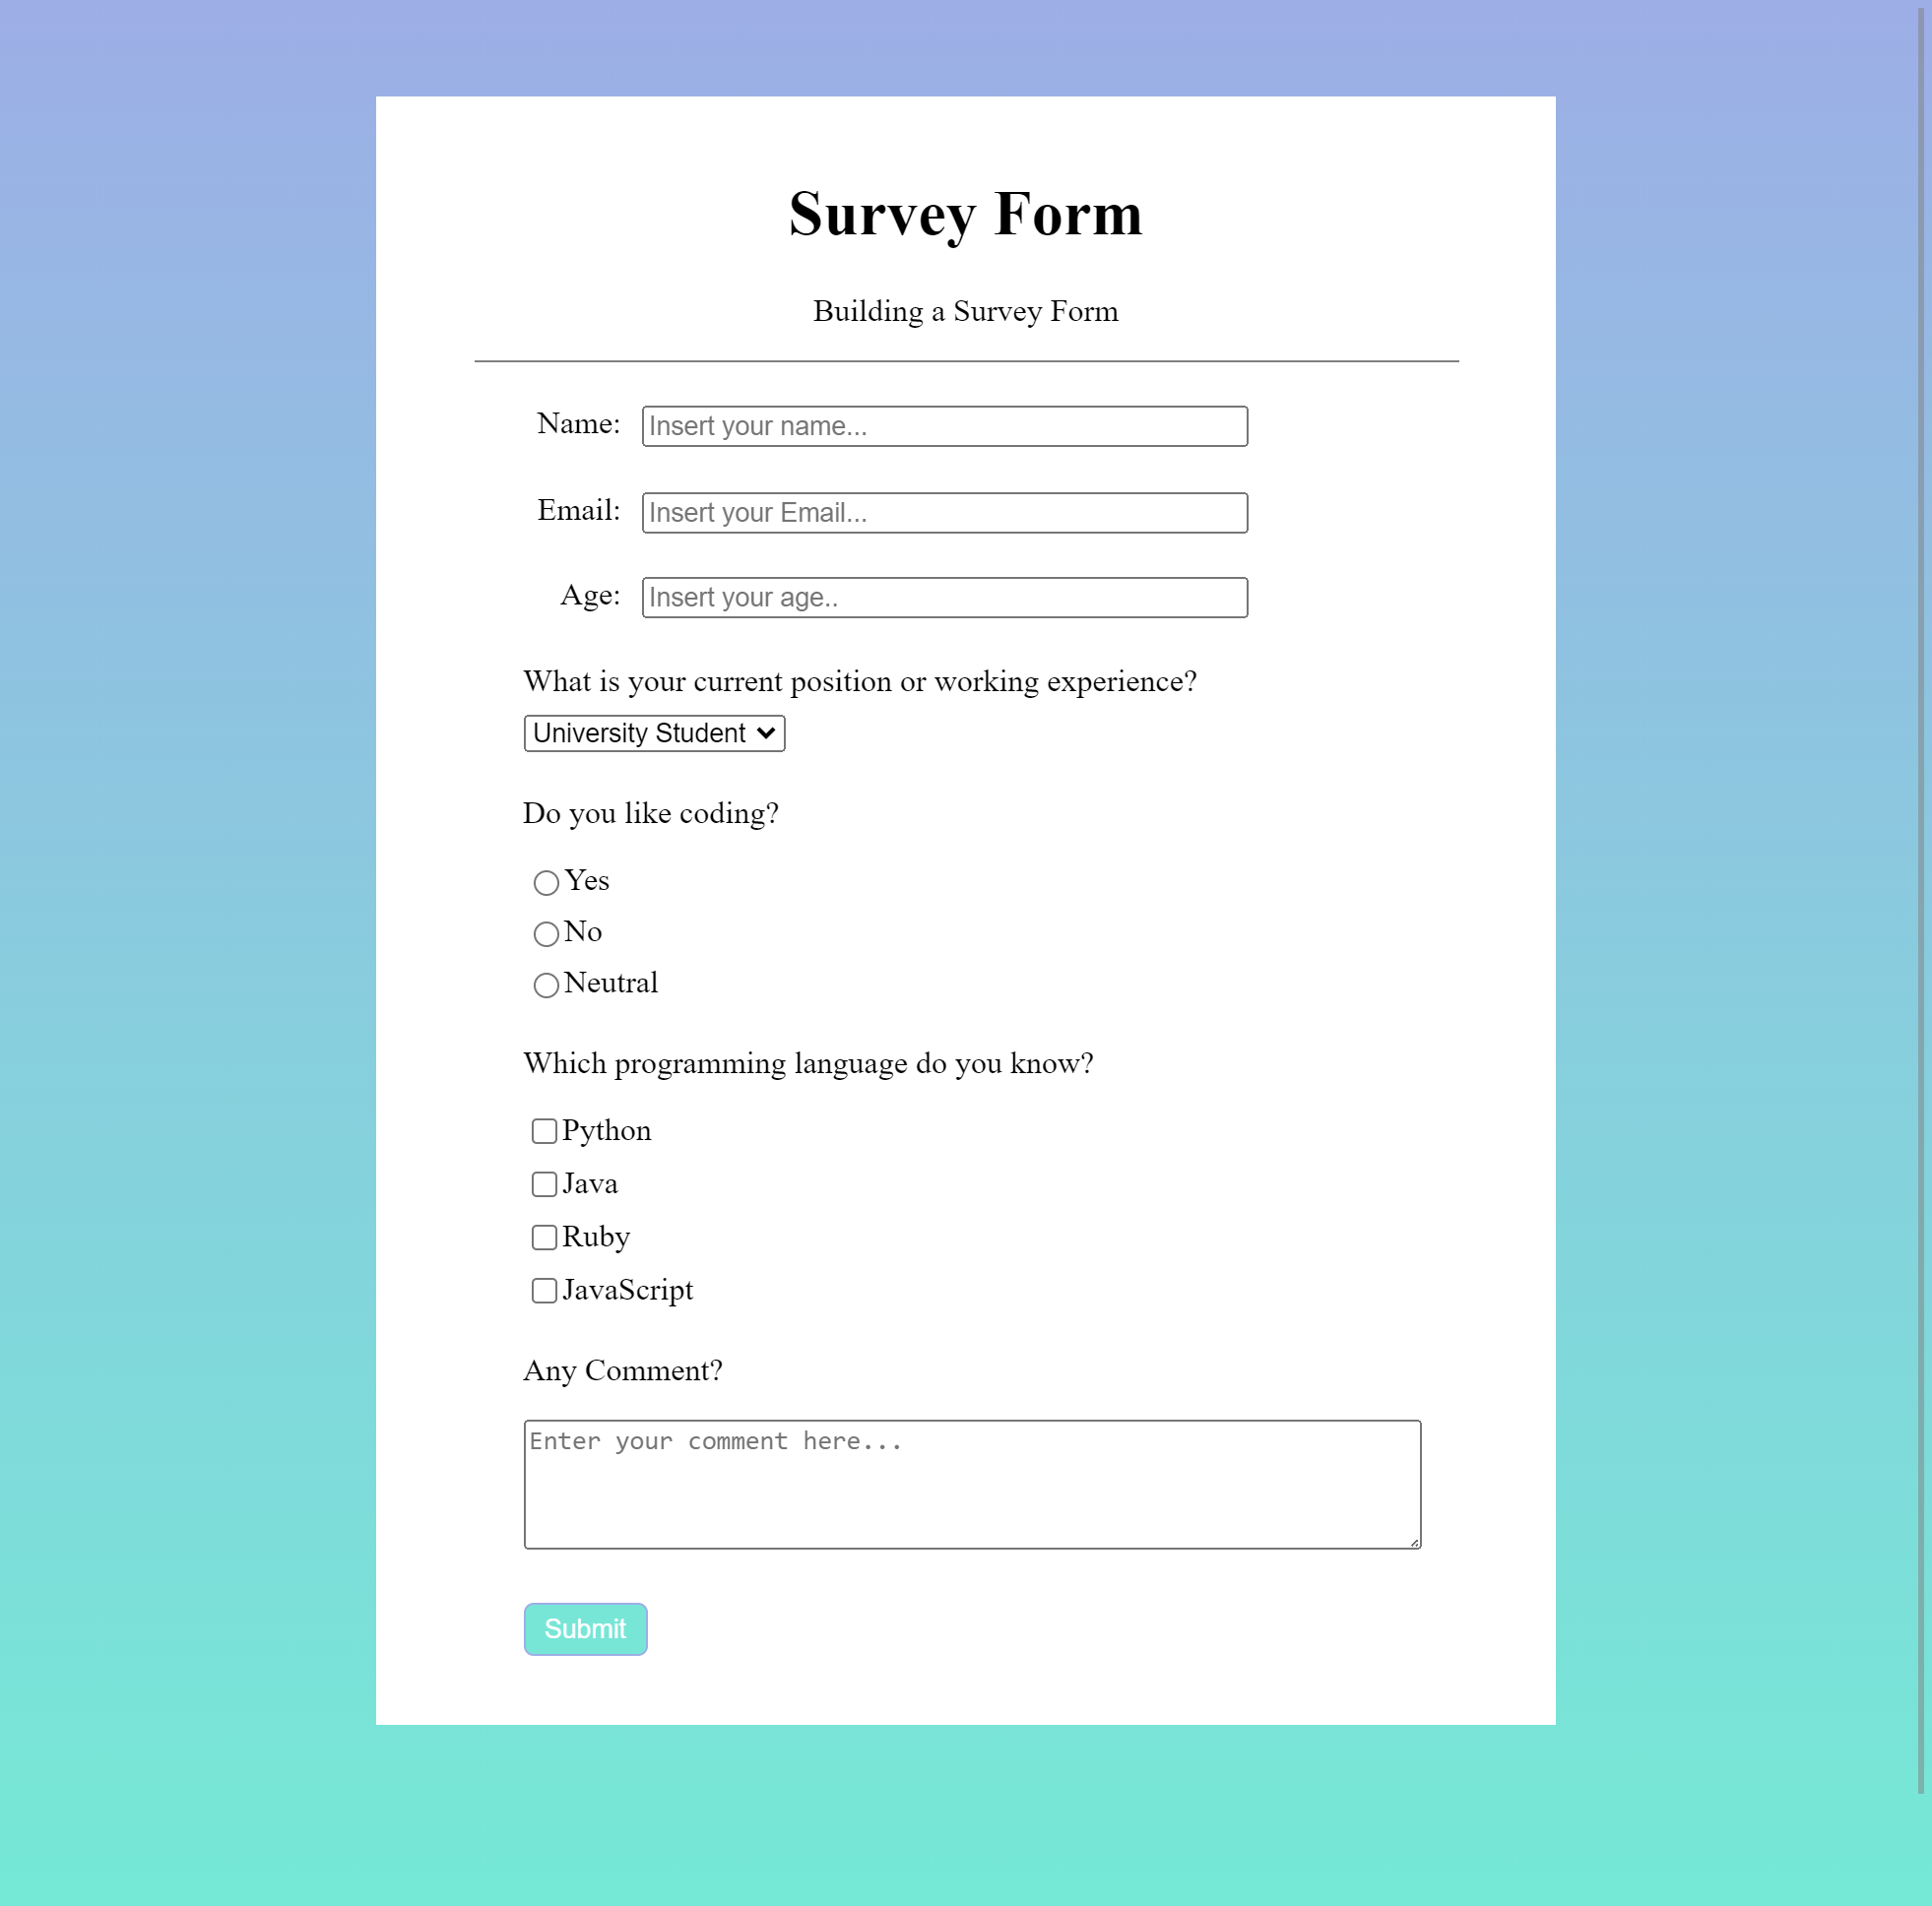 Survey Form
Building a Survey Form
Name: Insert your name...
Email: Insert your Email...
Age: Insert your age..
What is your current position or working experience?
University Student
Do you like coding?
Yes
No
Neutral
Which programming language do you know?
Python
Java
Ruby
JavaScript
Any Comment?
Enter your comment here...
Submit